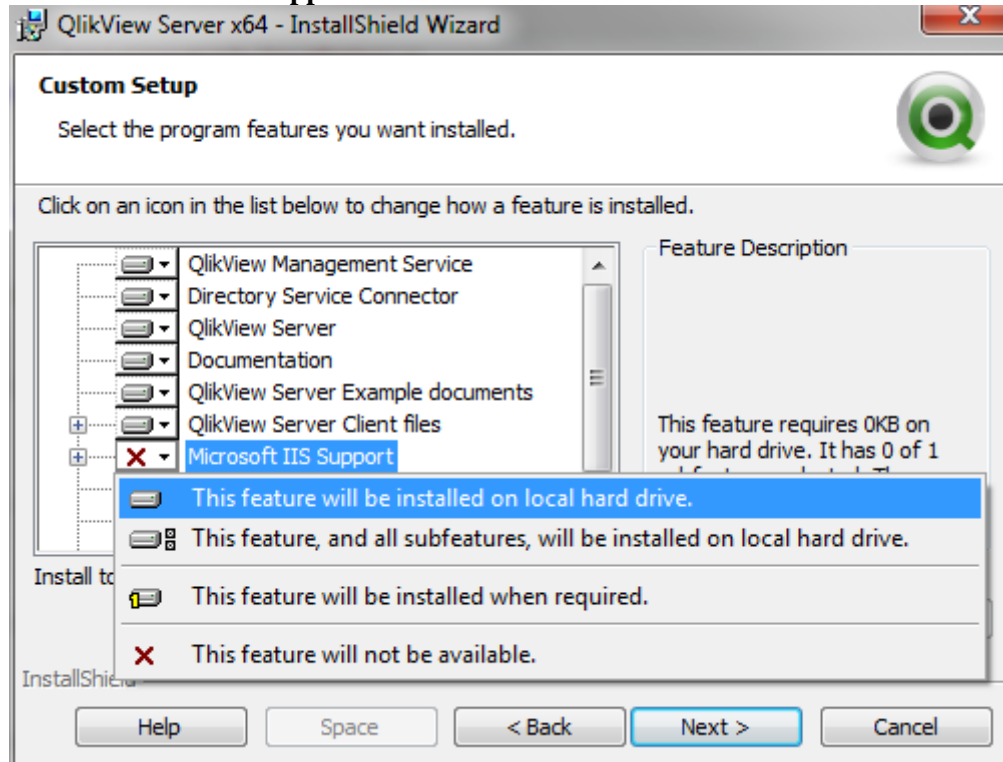 QlikView Server x64 - InstallShield Wizard
Custom Setup
Select the program features you want installed.
Click on an icon in the list below to change how a feature is installed.
QlikView Management Service
Directory Service Connector
QlikView Server
Documentation
QlikView Server Example documents
QlikView Server Client files
Microsoft IIS Support
Feature Description
This feature requires 0KB on
your hard drive. It has 0 of 1
This feature will be installed on local hard drive.
This feature, and all subfeatures, will be installed on local hard drive.
This feature will be installed when required.
This feature will not be available.
Install to
InstallShield
Help
Space
< Back
Next >
Cancel